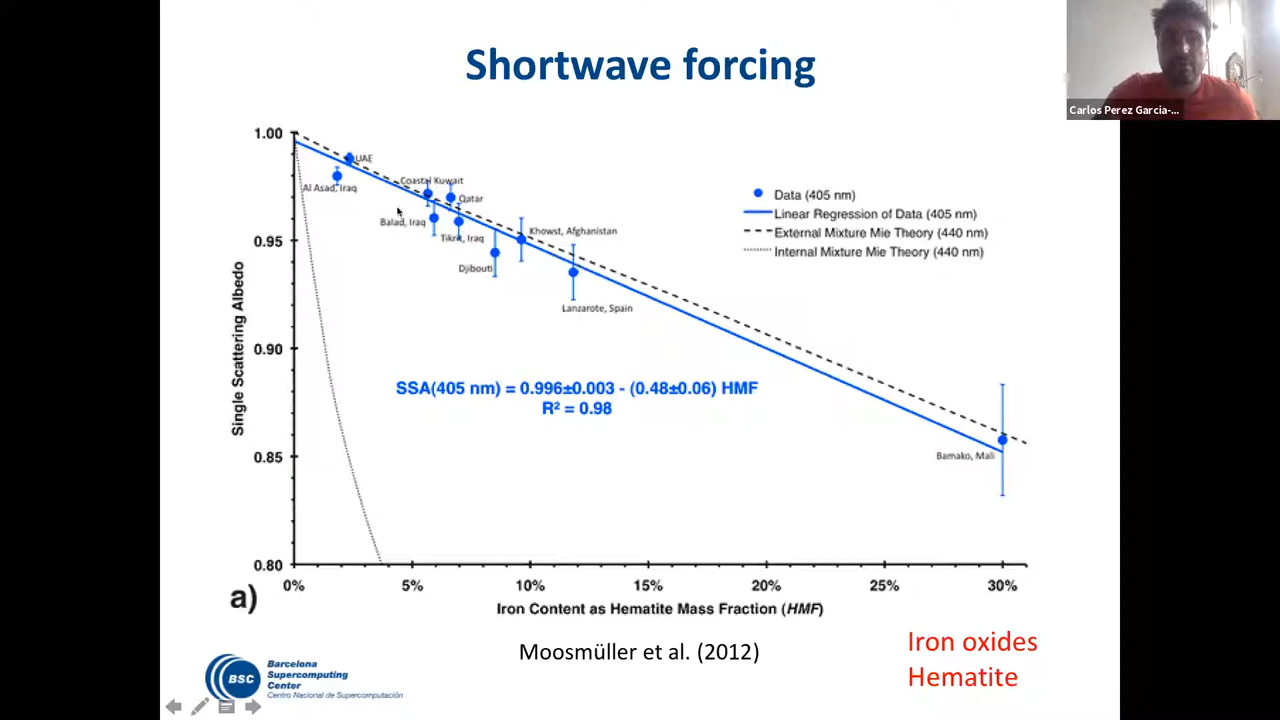 Shortwave forcing
Carlos Perez Garcia-...
1.00
0.95
0.90
0.85
0.80
Single Scattering Albedo
UAE
Al Asad, Iraq
Coastal Kuwait
Qatar
Balad, Iraq
Tikrit, Iraq
Khowst, Afghanistan
Djibouti
Lanzarote, Spain
Bamako, Mali
Data (405 nm)
Linear Regression of Data (405 nm)
External Mixture Mie Theory (440 nm)
Internal Mixture Mie Theory (440 nm)
SSA(405 nm) = 0.996±0.003 - (0.48±0.06) HMF
R² = 0.98
0% 5% 10% 15% 20% 25% 30%
a)
Iron Content as Hematite Mass Fraction (HMF)
Moosmüller et al. (2012)
Iron oxides
Hematite
BSC
Barcelona
Supercomputing
Center
Centro Nacional de Supercomputación